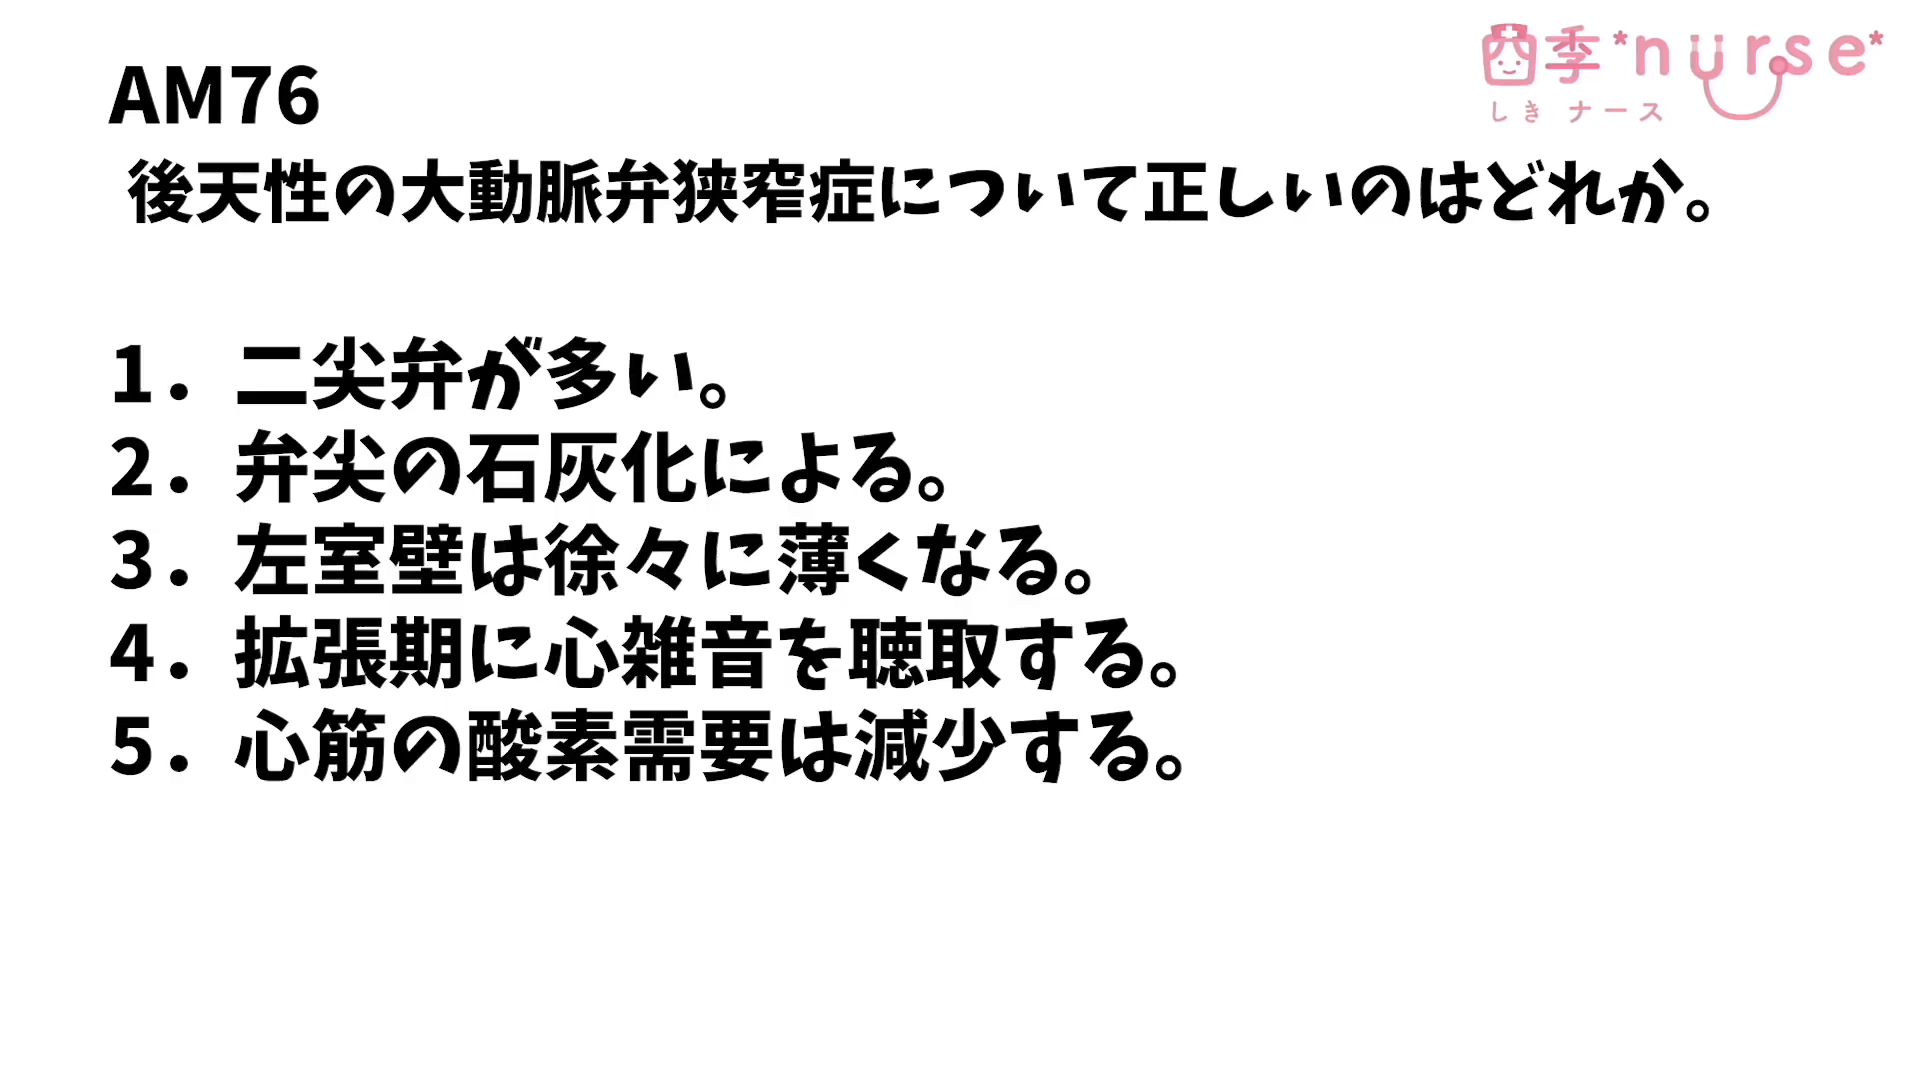 四季*nurse*
しきナース
AM76
後天性の大動脈弁狭窄症について正しいのはどれか。
1．二尖弁が多い。
2．弁尖の石灰化による。
3．左室壁は徐々に薄くなる。
4．拡張期に心雑音を聴取する。
5．心筋の酸素需要は減少する。